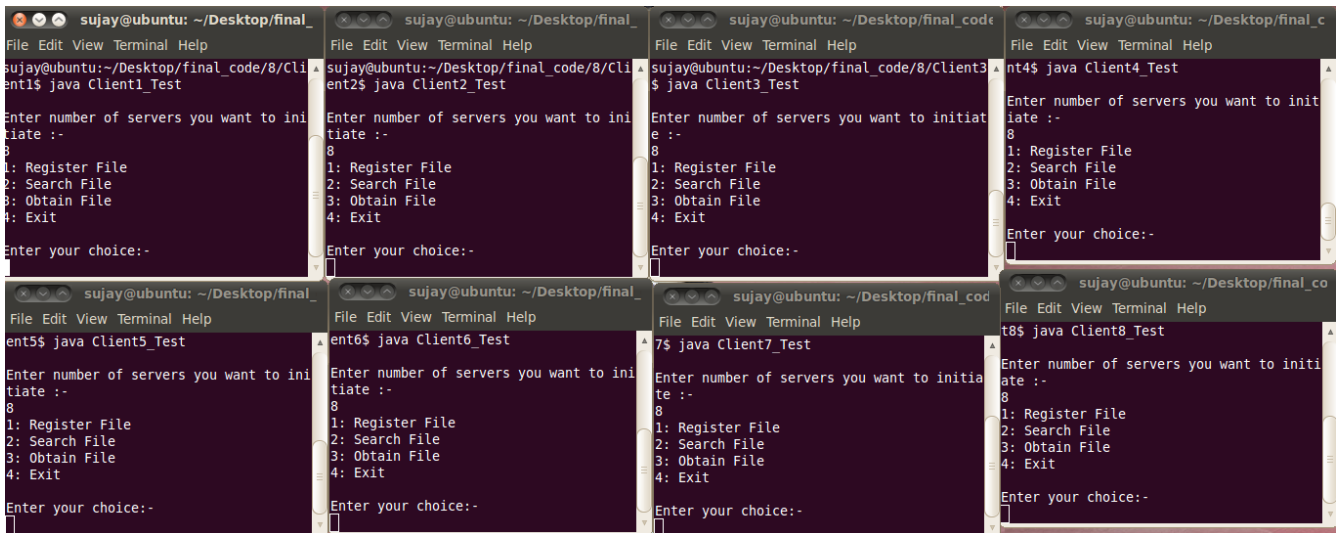 sujay@ubuntu: ~/Desktop/final_
File Edit View Terminal Help
sujay@ubuntu:~/Desktop/final_code/8/Cli
ent1$ java Client1_Test
Enter number of servers you want to ini
tiate :-
8
1: Register File
2: Search File
3: Obtain File
4: Exit
Enter your choice:-
sujay@ubuntu: ~/Desktop/final_
File Edit View Terminal Help
sujay@ubuntu:~/Desktop/final_code/8/Cli
ent2$ java Client2_Test
Enter number of servers you want to ini
tiate :-
8
1: Register File
2: Search File
3: Obtain File
4: Exit
Enter your choice:-
sujay@ubuntu: ~/Desktop/final_code
File Edit View Terminal Help
sujay@ubuntu:~/Desktop/final_code/8/Client3
$ java Client3_Test
Enter number of servers you want to initiat
e :-
8
1: Register File
2: Search File
3: Obtain File
4: Exit
Enter your choice:-
sujay@ubuntu: ~/Desktop/final_c
File Edit View Terminal Help
nt4$ java Client4_Test
Enter number of servers you want to init
iate :-
8
1: Register File
2: Search File
3: Obtain File
4: Exit
Enter your choice:-
sujay@ubuntu: ~/Desktop/final_
File Edit View Terminal Help
ent5$ java Client5_Test
Enter number of servers you want to ini
tiate :-
8
1: Register File
2: Search File
3: Obtain File
4: Exit
Enter your choice:-
sujay@ubuntu: ~/Desktop/final_
File Edit View Terminal Help
ent6$ java Client6_Test
Enter number of servers you want to ini
tiate :-
8
1: Register File
2: Search File
3: Obtain File
4: Exit
Enter your choice:-
sujay@ubuntu: ~/Desktop/final_cod
File Edit View Terminal Help
7$ java Client7_Test
Enter number of servers you want to initia
te :-
8
1: Register File
2: Search File
3: Obtain File
4: Exit
Enter your choice:-
sujay@ubuntu: ~/Desktop/final_co
File Edit View Terminal Help
t8$ java Client8_Test
Enter number of servers you want to initi
ate :-
8
1: Register File
2: Search File
3: Obtain File
4: Exit
Enter your choice:-